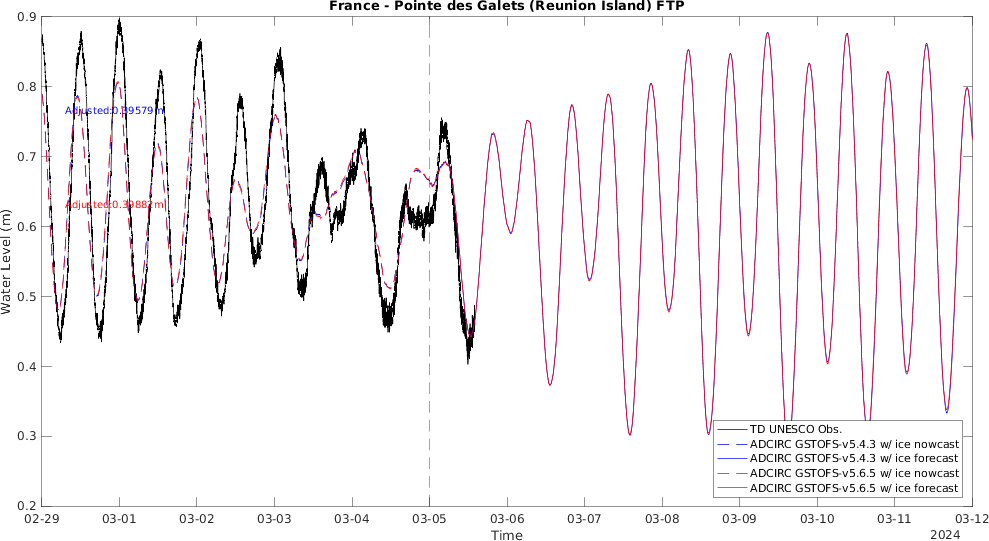 France - Pointe des Galets (Reunion Island) FTP
0.9
0.8
0.7
0.6
0.5
0.4
0.3
0.2
Water Level (m)
Adjusted:0.39579m
Adjusted:0.39882m
TD UNESCO Obs.
ADCIRC GSTOFS-v5.4.3 w/ ice nowcast
ADCIRC GSTOFS-v5.4.3 w/ ice forecast
ADCIRC GSTOFS-v5.6.5 w/ ice nowcast
ADCIRC GSTOFS-v5.6.5 w/ ice forecast
02-29 03-01 03-02 03-03 03-04 03-05 03-06 03-07 03-08 03-09 03-10 03-11 03-12
Time
2024